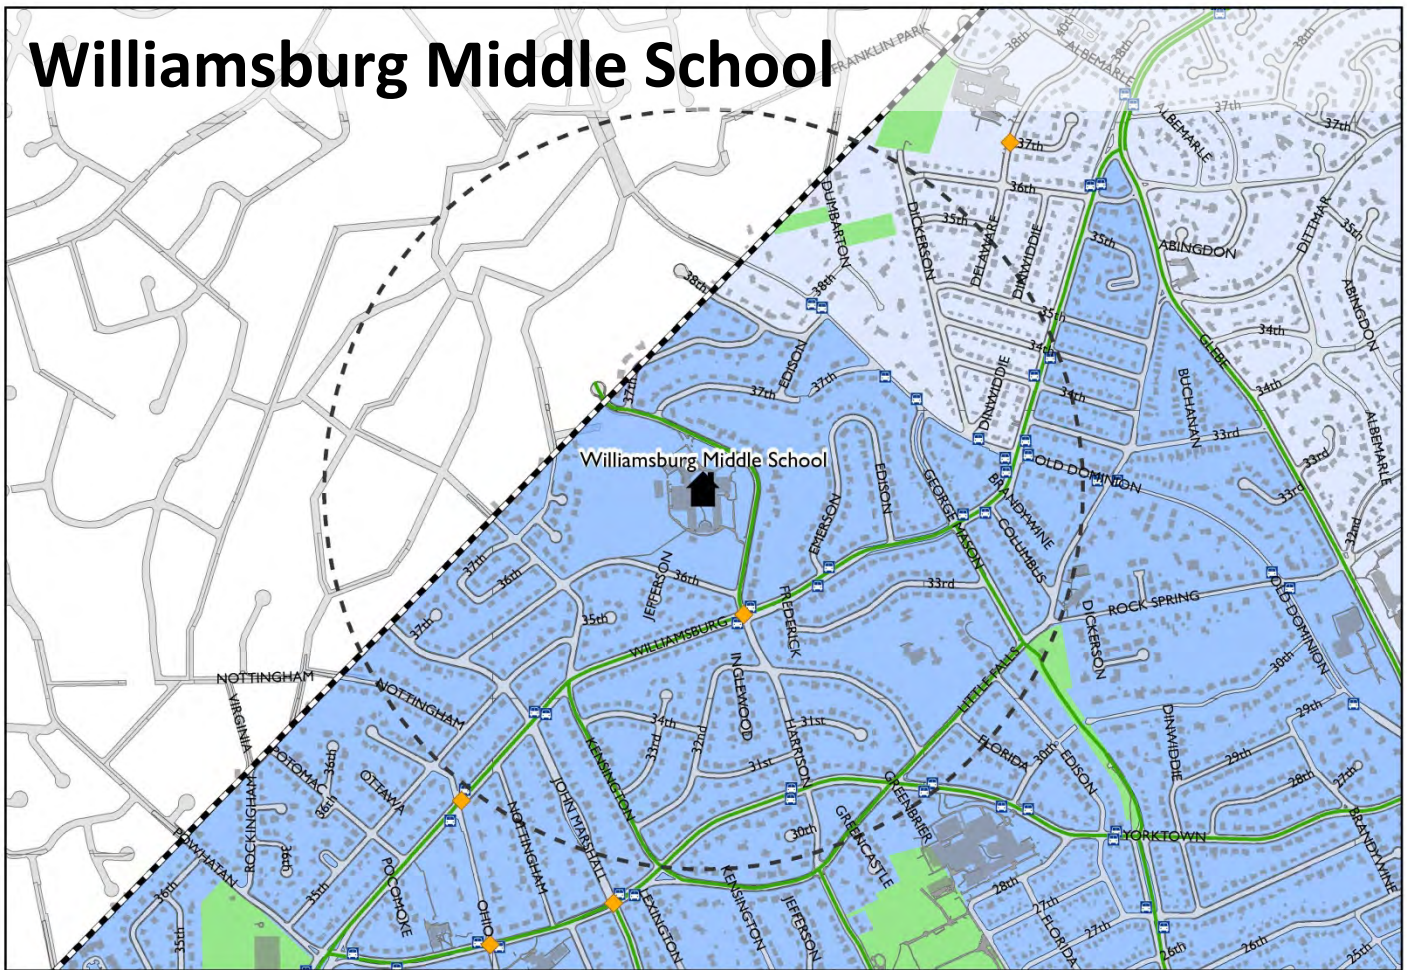 Williamsburg Middle School
FRANKLIN PARK
38th
40th
ALBEMARLE
38th
38th
37th
ALBEMARLE
37th
37th
36th
DUMBARTON
DICKERSON
35th
DELAWARE
DINWIDDIE
35th
ABINGDON
DITTMAR
35th
38th
38th
ABINGDON
35th
34th
GLEBE
34th
EDISON
37th
37th
37th
DINWIDDIE
34th
BUCHANAN
34th
33rd
ALBEMARLE
Williamsburg Middle School
OLD DOMINION
33rd
33rd
EDISON
GEORGE MASON
BRANDYWINE
COLUMBUS
EMERSON
32nd
37th
36th
JEFFERSON
36th
33rd
FREDERICK
ROCK SPRING
OLD DOMINION
DICKERSON
37th
35th
WILLIAMSBURG
30th
NOTTINGHAM
NOTTINGHAM
VIRGINIA
INGLEWOOD
LITTLE FALLS
34th
33rd
32nd
31st
HARRISON
29th
DINWIDDIE
KENSINGTON
31st
FLORIDA
30th
EDISON
29th
28th
27th
POTOMAC
36th
OTTAWA
36th
ROCKINGHAM
JOHN MARSHALL
NOTTINGHAM
GREENBRIER
GREENCASTLE
30th
YORKTOWN
BRANDYWINE
POWHATAN
36th
36th
35th
POCOMOKE
35th
OHIO
LEXINGTON
KENSINGTON
JEFFERSON
28th
27th
FLORIDA
27th
26th
26th
25th